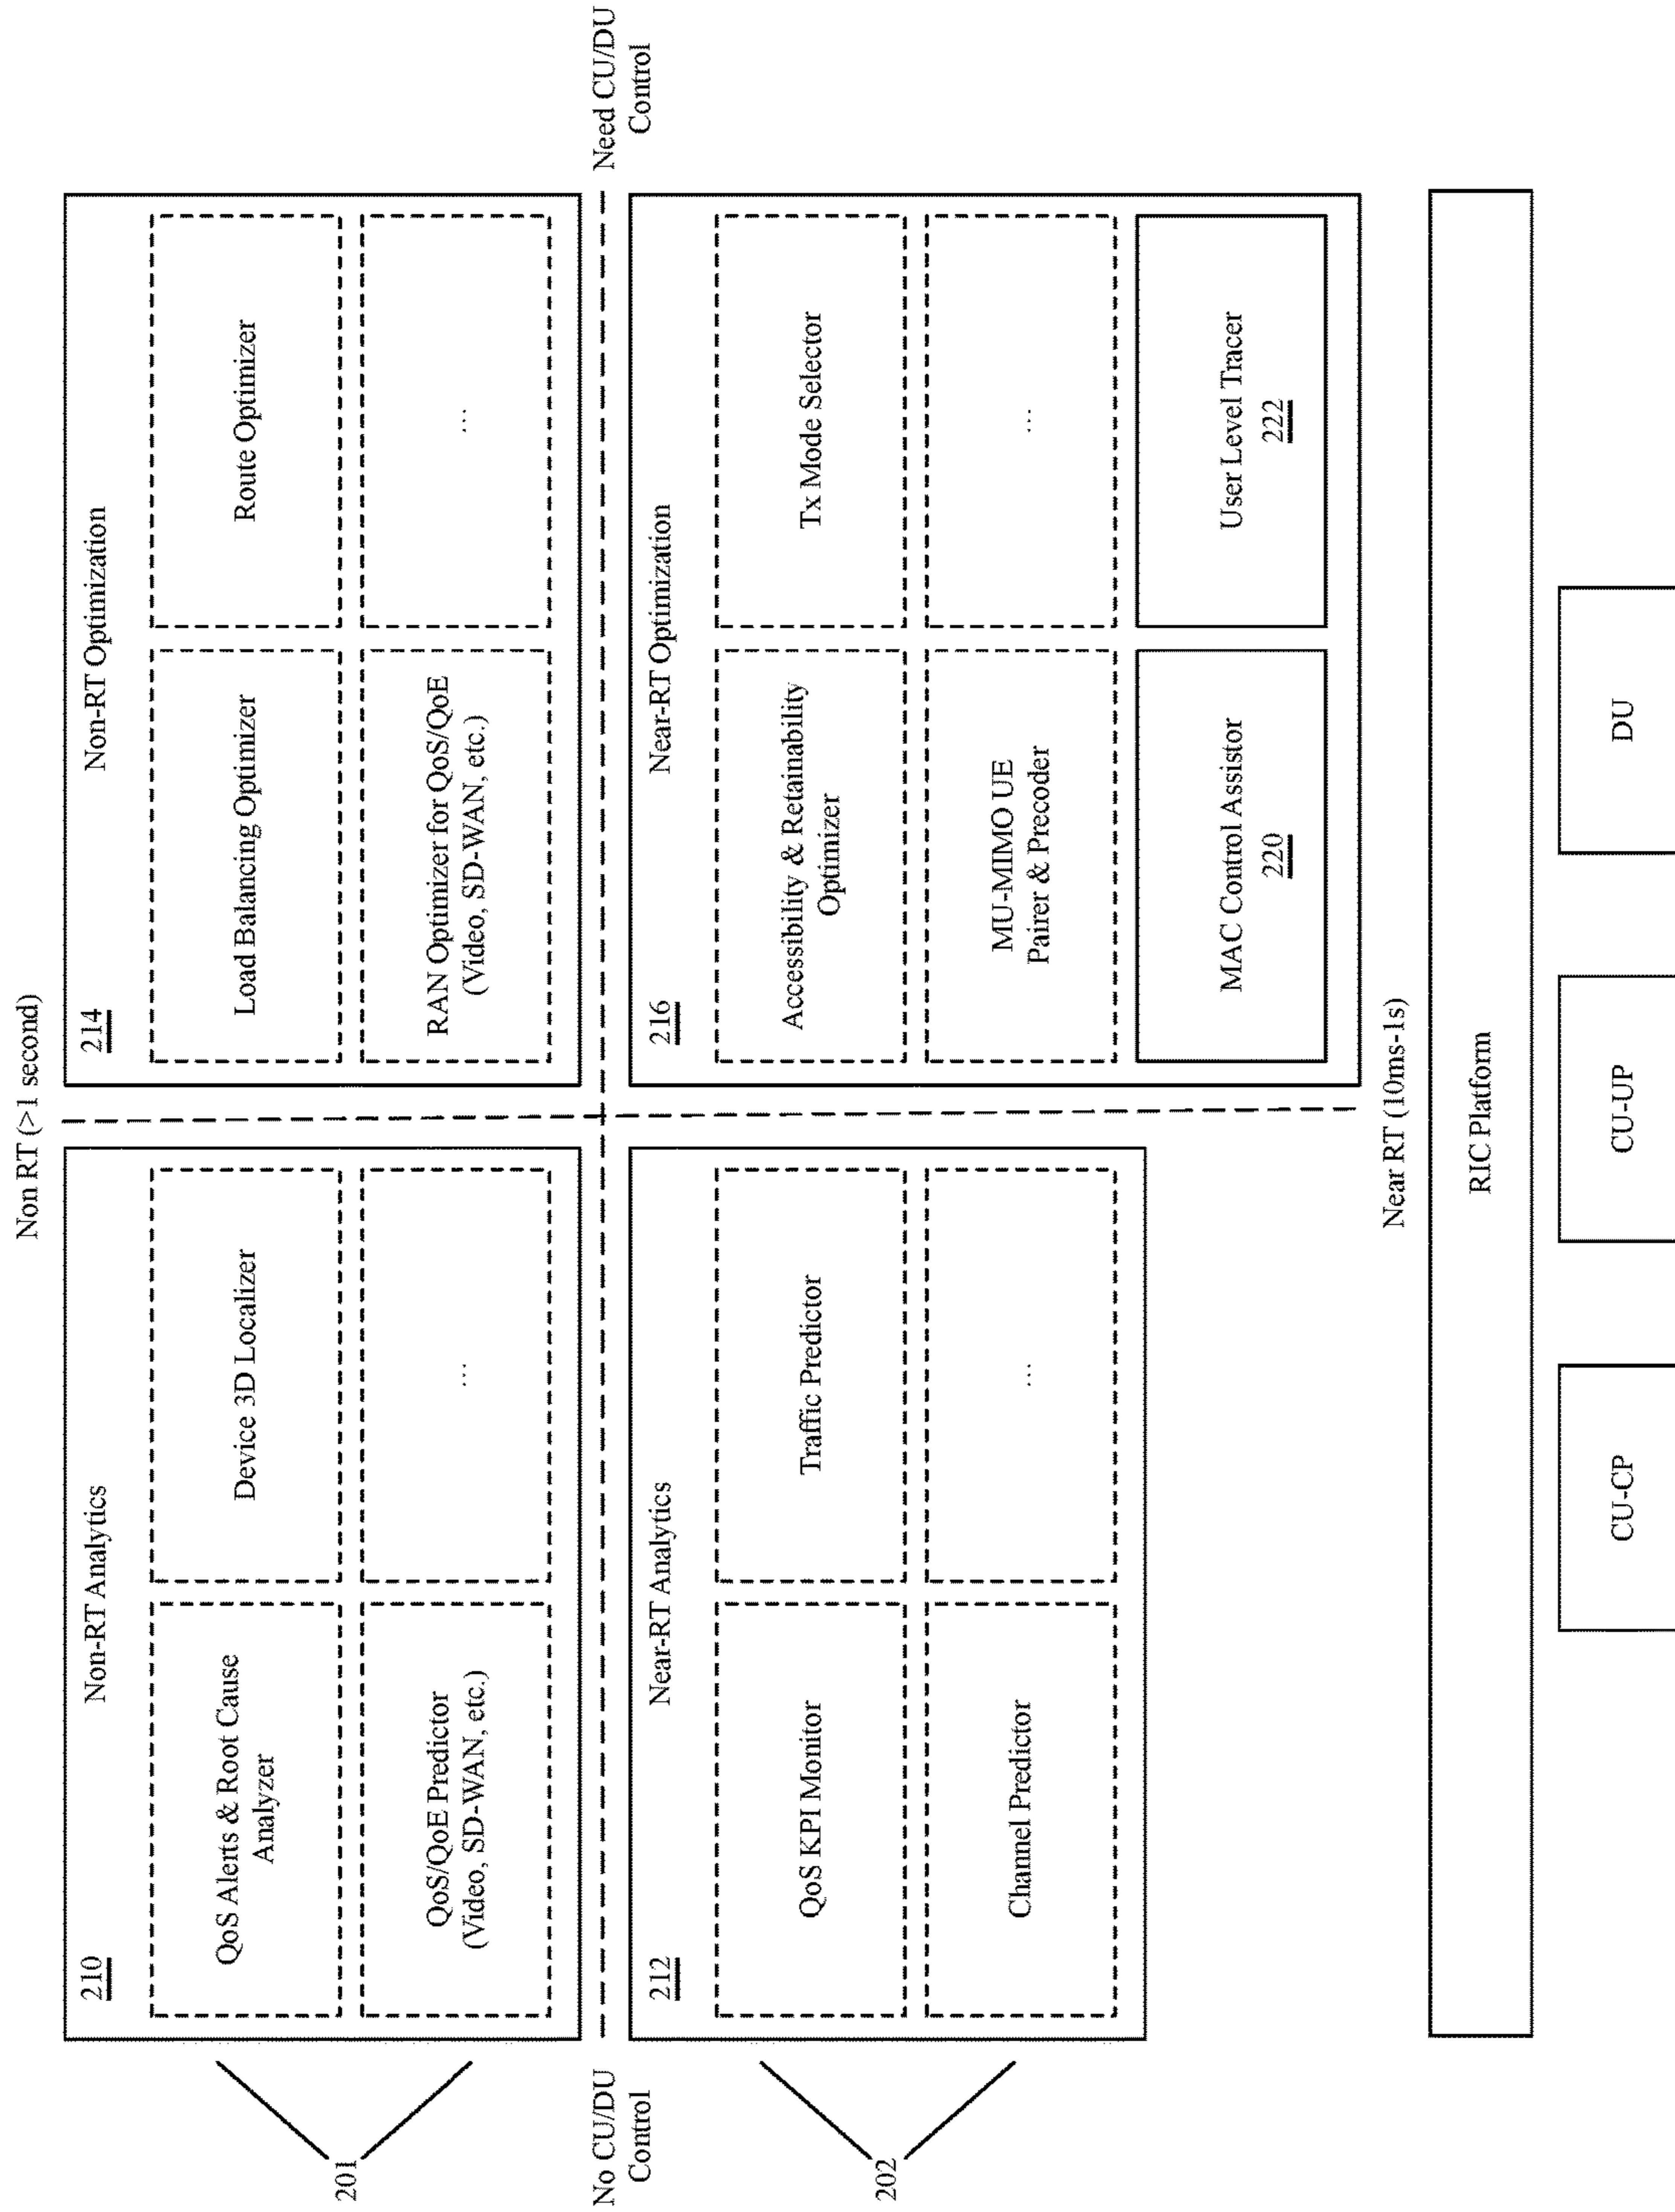 Non RT (>1 second)
201
210
Non-RT Analytics
QoS Alerts & Root Cause
Analyzer
Device 3D Localizer
QoS/QoE Predictor
(Video, SD-WAN, etc.)
...
214
Non-RT Optimization
Load Balancing Optimizer
Route Optimizer
RAN Optimizer for QoS/QoE
(Video, SD-WAN, etc.)
...
No CU/DU
Control
Need CU/DU
Control
202
212
Near-RT Analytics
QoS KPI Monitor
Traffic Predictor
Channel Predictor
...
216
Near-RT Optimization
Accessibility & Retainability
Optimizer
Tx Mode Selector
MU-MIMO UE
Pairer & Precoder
...
MAC Control Assistor
220
User Level Tracer
222
Near RT (10ms-1s)
RIC Platform
CU-CP
CU-UP
DU